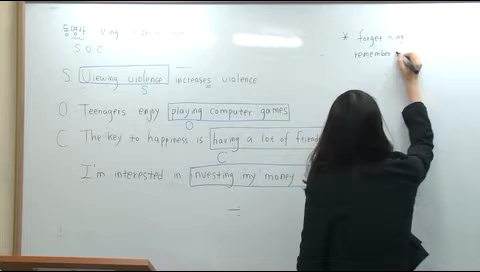 동명사 Ving
S O C
S Viewing violence increases violence
S
O Teenagers enjoy playing computer games
O
C The key to happiness is having a lot of friend
C
I'm interested in investing my money
* forget
remember